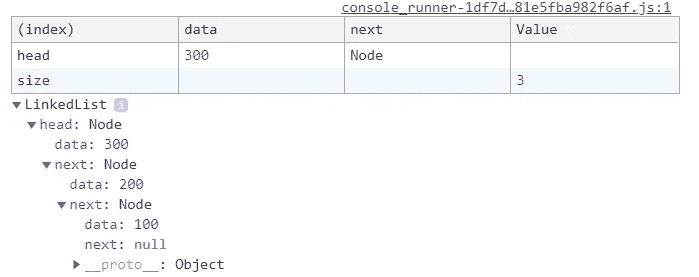 console_runner-1df7d…81e5fba982f6af.js:1
(index) data next Value
head 300 Node
size 3
▼LinkedList i
▼head: Node
data: 300
▼next: Node
data: 200
▼next: Node
data: 100
next: null
▶__proto__: Object